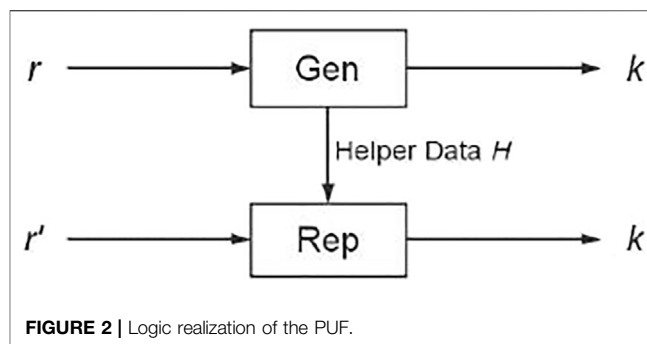 r Gen k
Helper Data H
r' Rep k
FIGURE 2 | Logic realization of the PUF.